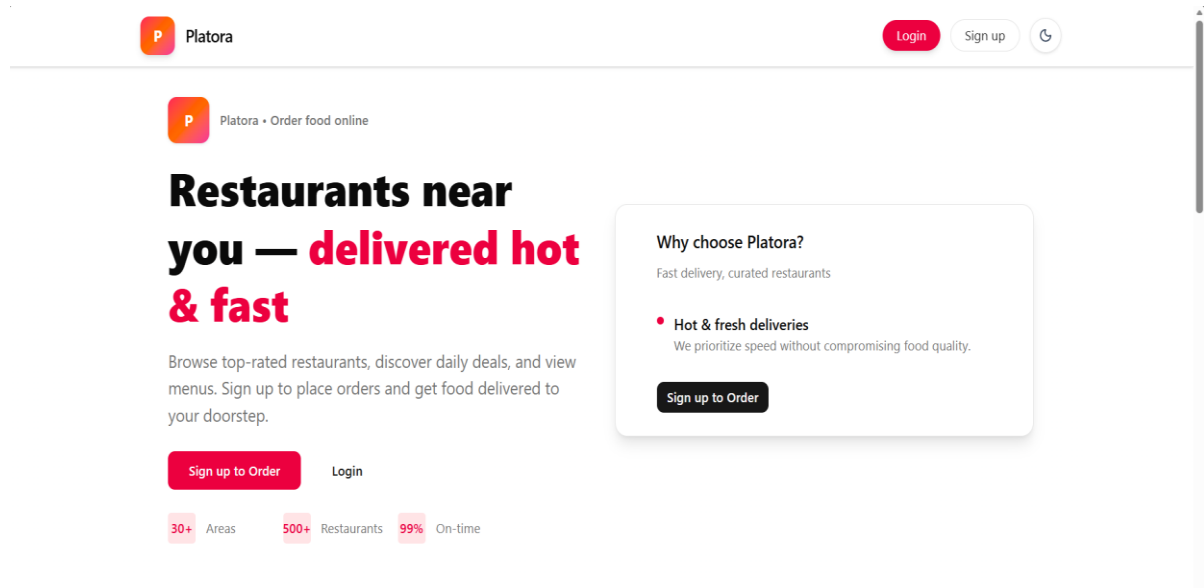 P
Platora
Login
Sign up
P
Platora • Order food online
Restaurants near
you — delivered hot
& fast
Browse top-rated restaurants, discover daily deals, and view
menus. Sign up to place orders and get food delivered to
your doorstep.
Sign up to Order
Login
30+ Areas
500+ Restaurants
99% On-time
Why choose Platora?
Fast delivery, curated restaurants
Hot & fresh deliveries
We prioritize speed without compromising food quality.
Sign up to Order